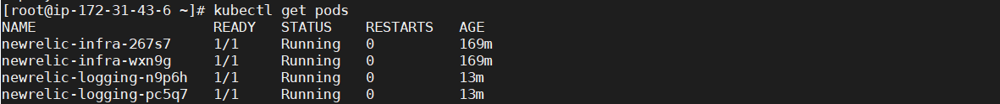 [root@ip-172-31-43-6 ~]# kubectl get pods
NAME READY STATUS RESTARTS AGE
newrelic-infra-267s7 1/1 Running 0 169m
newrelic-infra-wxn9g 1/1 Running 0 169m
newrelic-logging-n9p6h 1/1 Running 0 13m
newrelic-logging-pc5q7 1/1 Running 0 13m